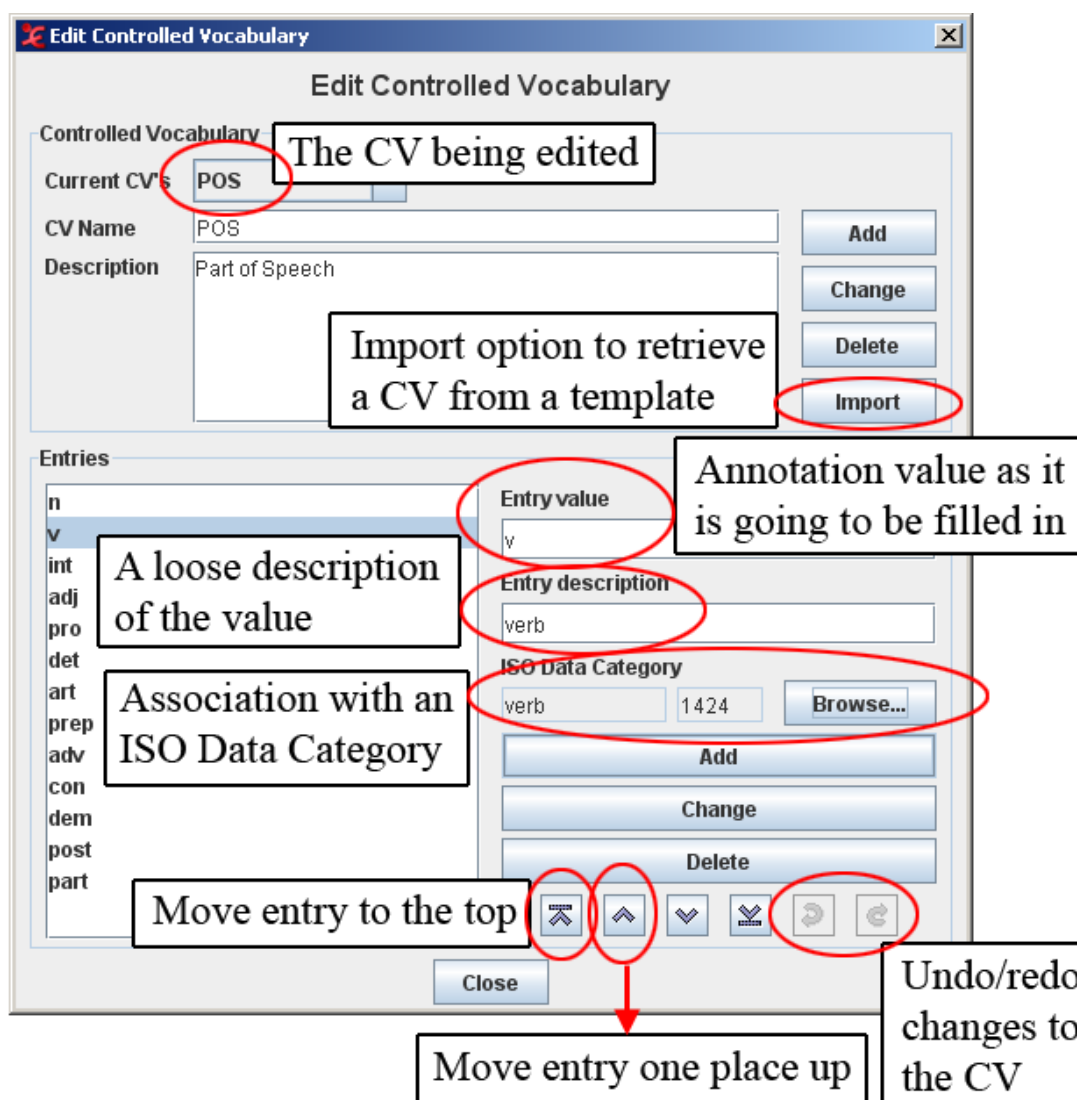 Edit Controlled Vocabulary
Edit Controlled Vocabulary
Controlled Vocabulary
The CV being edited
Current CV's POS
CV Name POS
Add
Description Part of Speech
Change
Import option to retrieve
a CV from a template
Delete
Import
Entries
n
v
int
adj
pro
det
art
prep
adv
con
dem
post
part
Entry value
v
Annotation value as it
is going to be filled in
A loose description
of the value
Entry description
verb
ISO Data Category
verb 1424 Browse...
Association with an
ISO Data Category
Add
Change
Delete
Move entry to the top
Close
Undo/redo
changes to
the CV
Move entry one place up